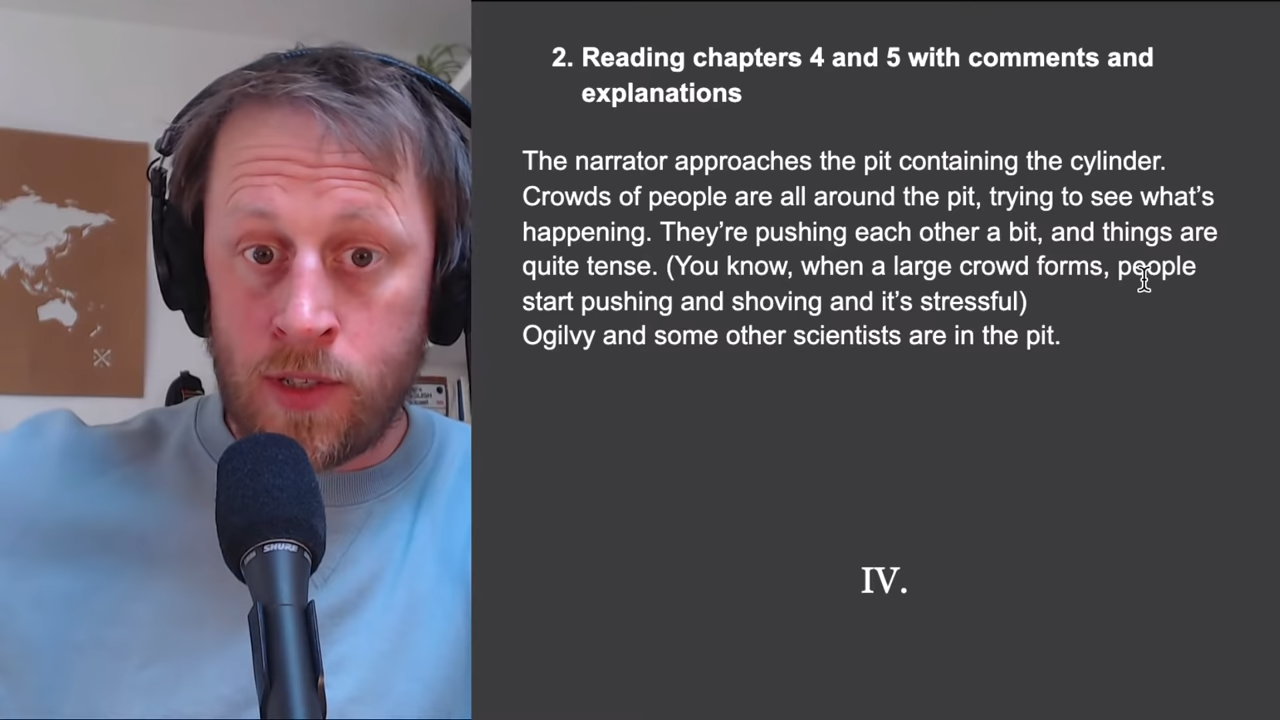 2. Reading chapters 4 and 5 with comments and
explanations
The narrator approaches the pit containing the cylinder.
Crowds of people are all around the pit, trying to see what's
happening. They're pushing each other a bit, and things are
quite tense. (You know, when a large crowd forms, people
start pushing and shoving and it's stressful)
Ogilvy and some other scientists are in the pit.
IV.
SHURE